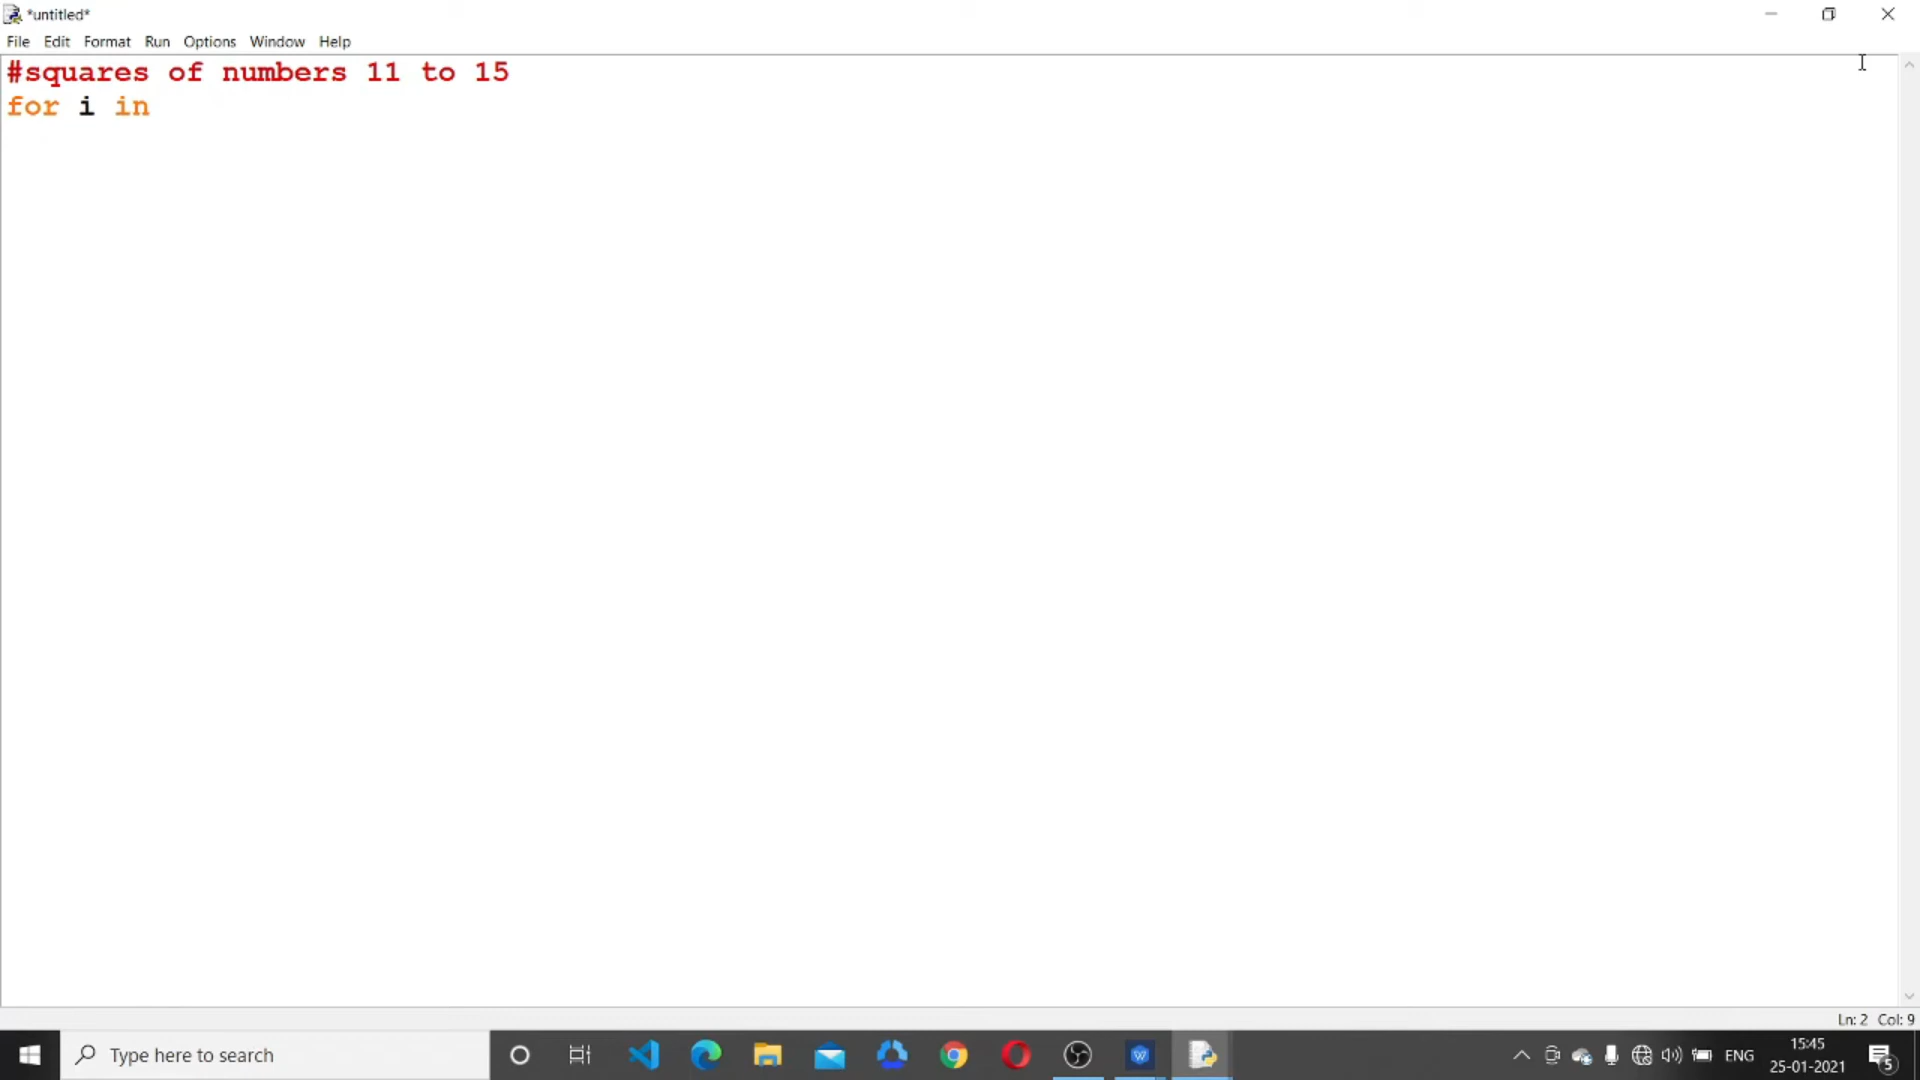 *untitled*
File Edit Format Run Options Window Help
#squares of numbers 11 to 15
for i in
Ln: 2 Col: 9
Type here to search
ENG
15:45
25-01-2021
5